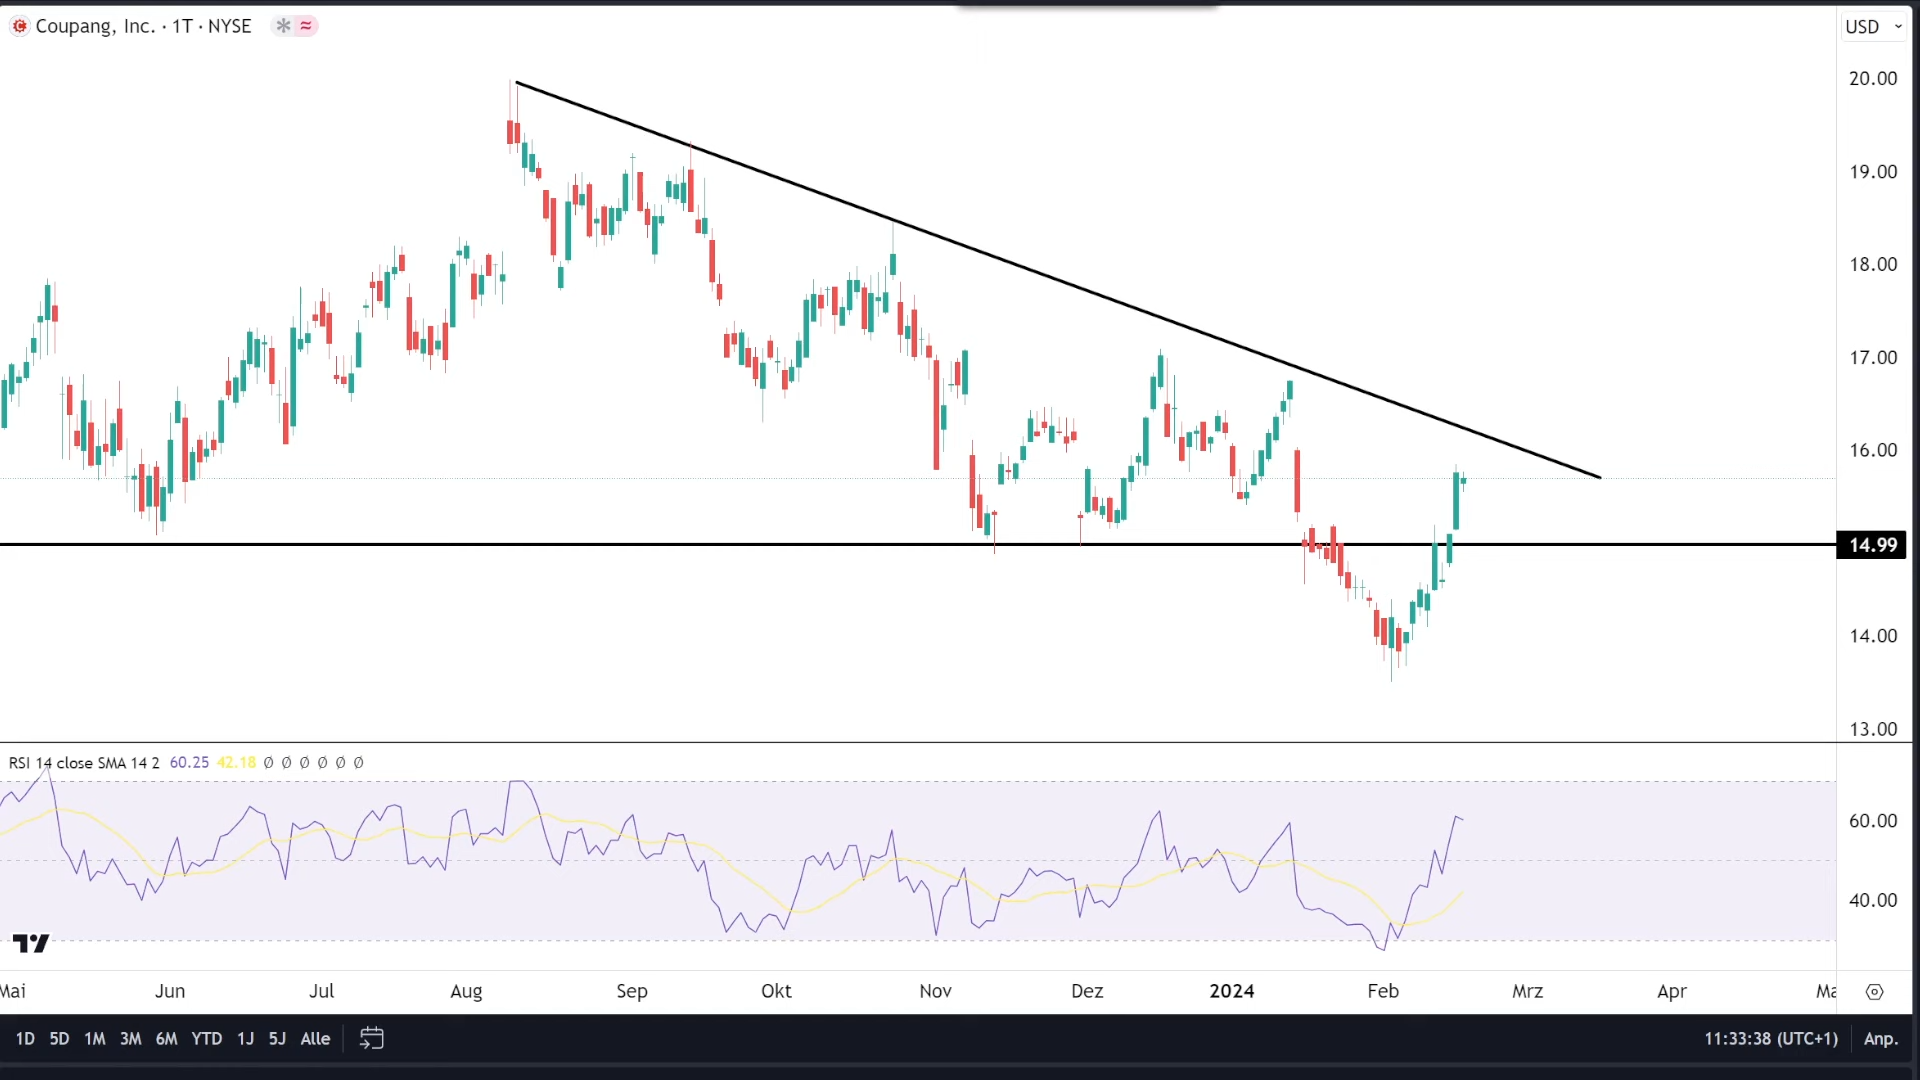 Coupang, Inc. · 1T · NYSE
USD
20.00
19.00
18.00
17.00
16.00
14.99
14.00
13.00
RSI 14 close SMA 14 2 60.25 42.18 Ø Ø Ø Ø Ø Ø
60.00
40.00
Mai Jun Jul Aug Sep Okt Nov Dez 2024 Feb Mrz Apr Ma
1D 5D 1M 3M 6M YTD 1J 5J Alle 11:33:38 (UTC+1) Anp.